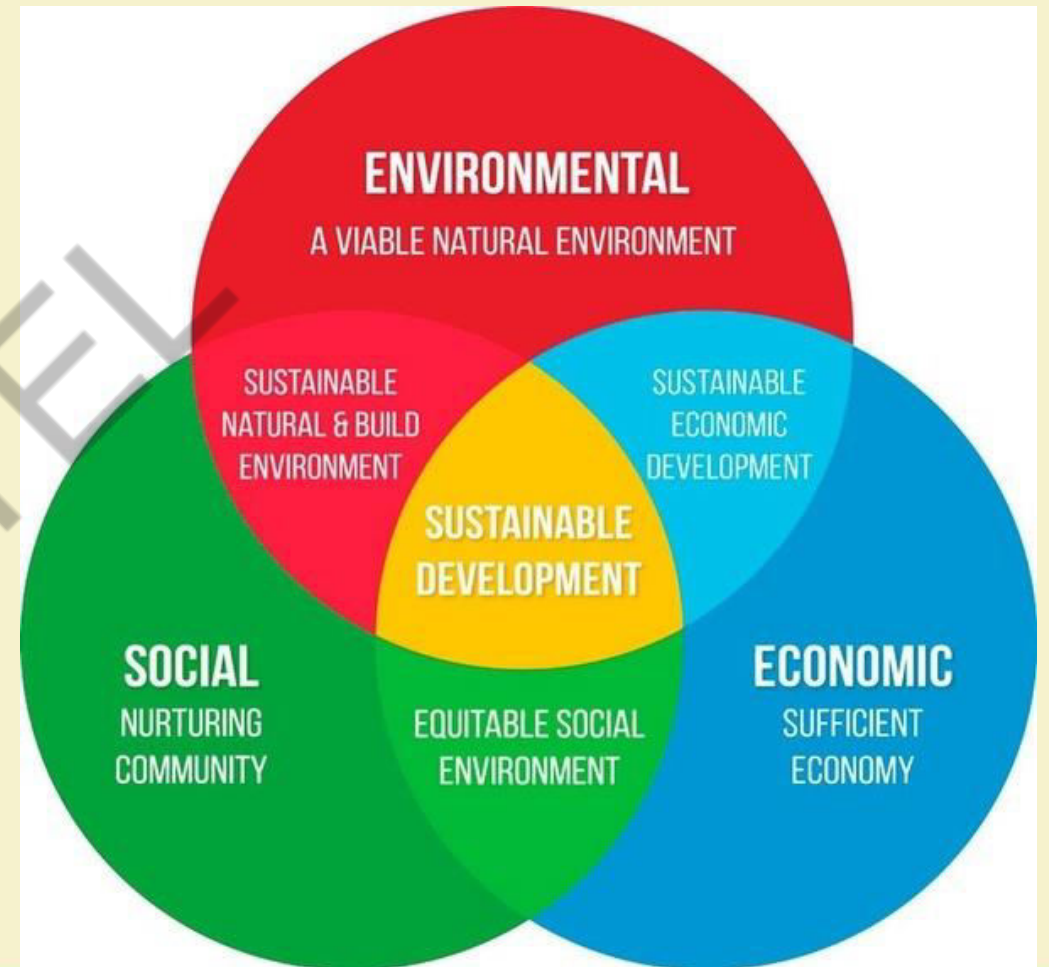 ENVIRONMENTAL
A VIABLE NATURAL ENVIRONMENT
SUSTAINABLE
NATURAL & BUILD
ENVIRONMENT
SUSTAINABLE
ECONOMIC
DEVELOPMENT
SUSTAINABLE
DEVELOPMENT
SOCIAL
NURTURING
COMMUNITY
EQUITABLE SOCIAL
ENVIRONMENT
ECONOMIC
SUFFICIENT
ECONOMY